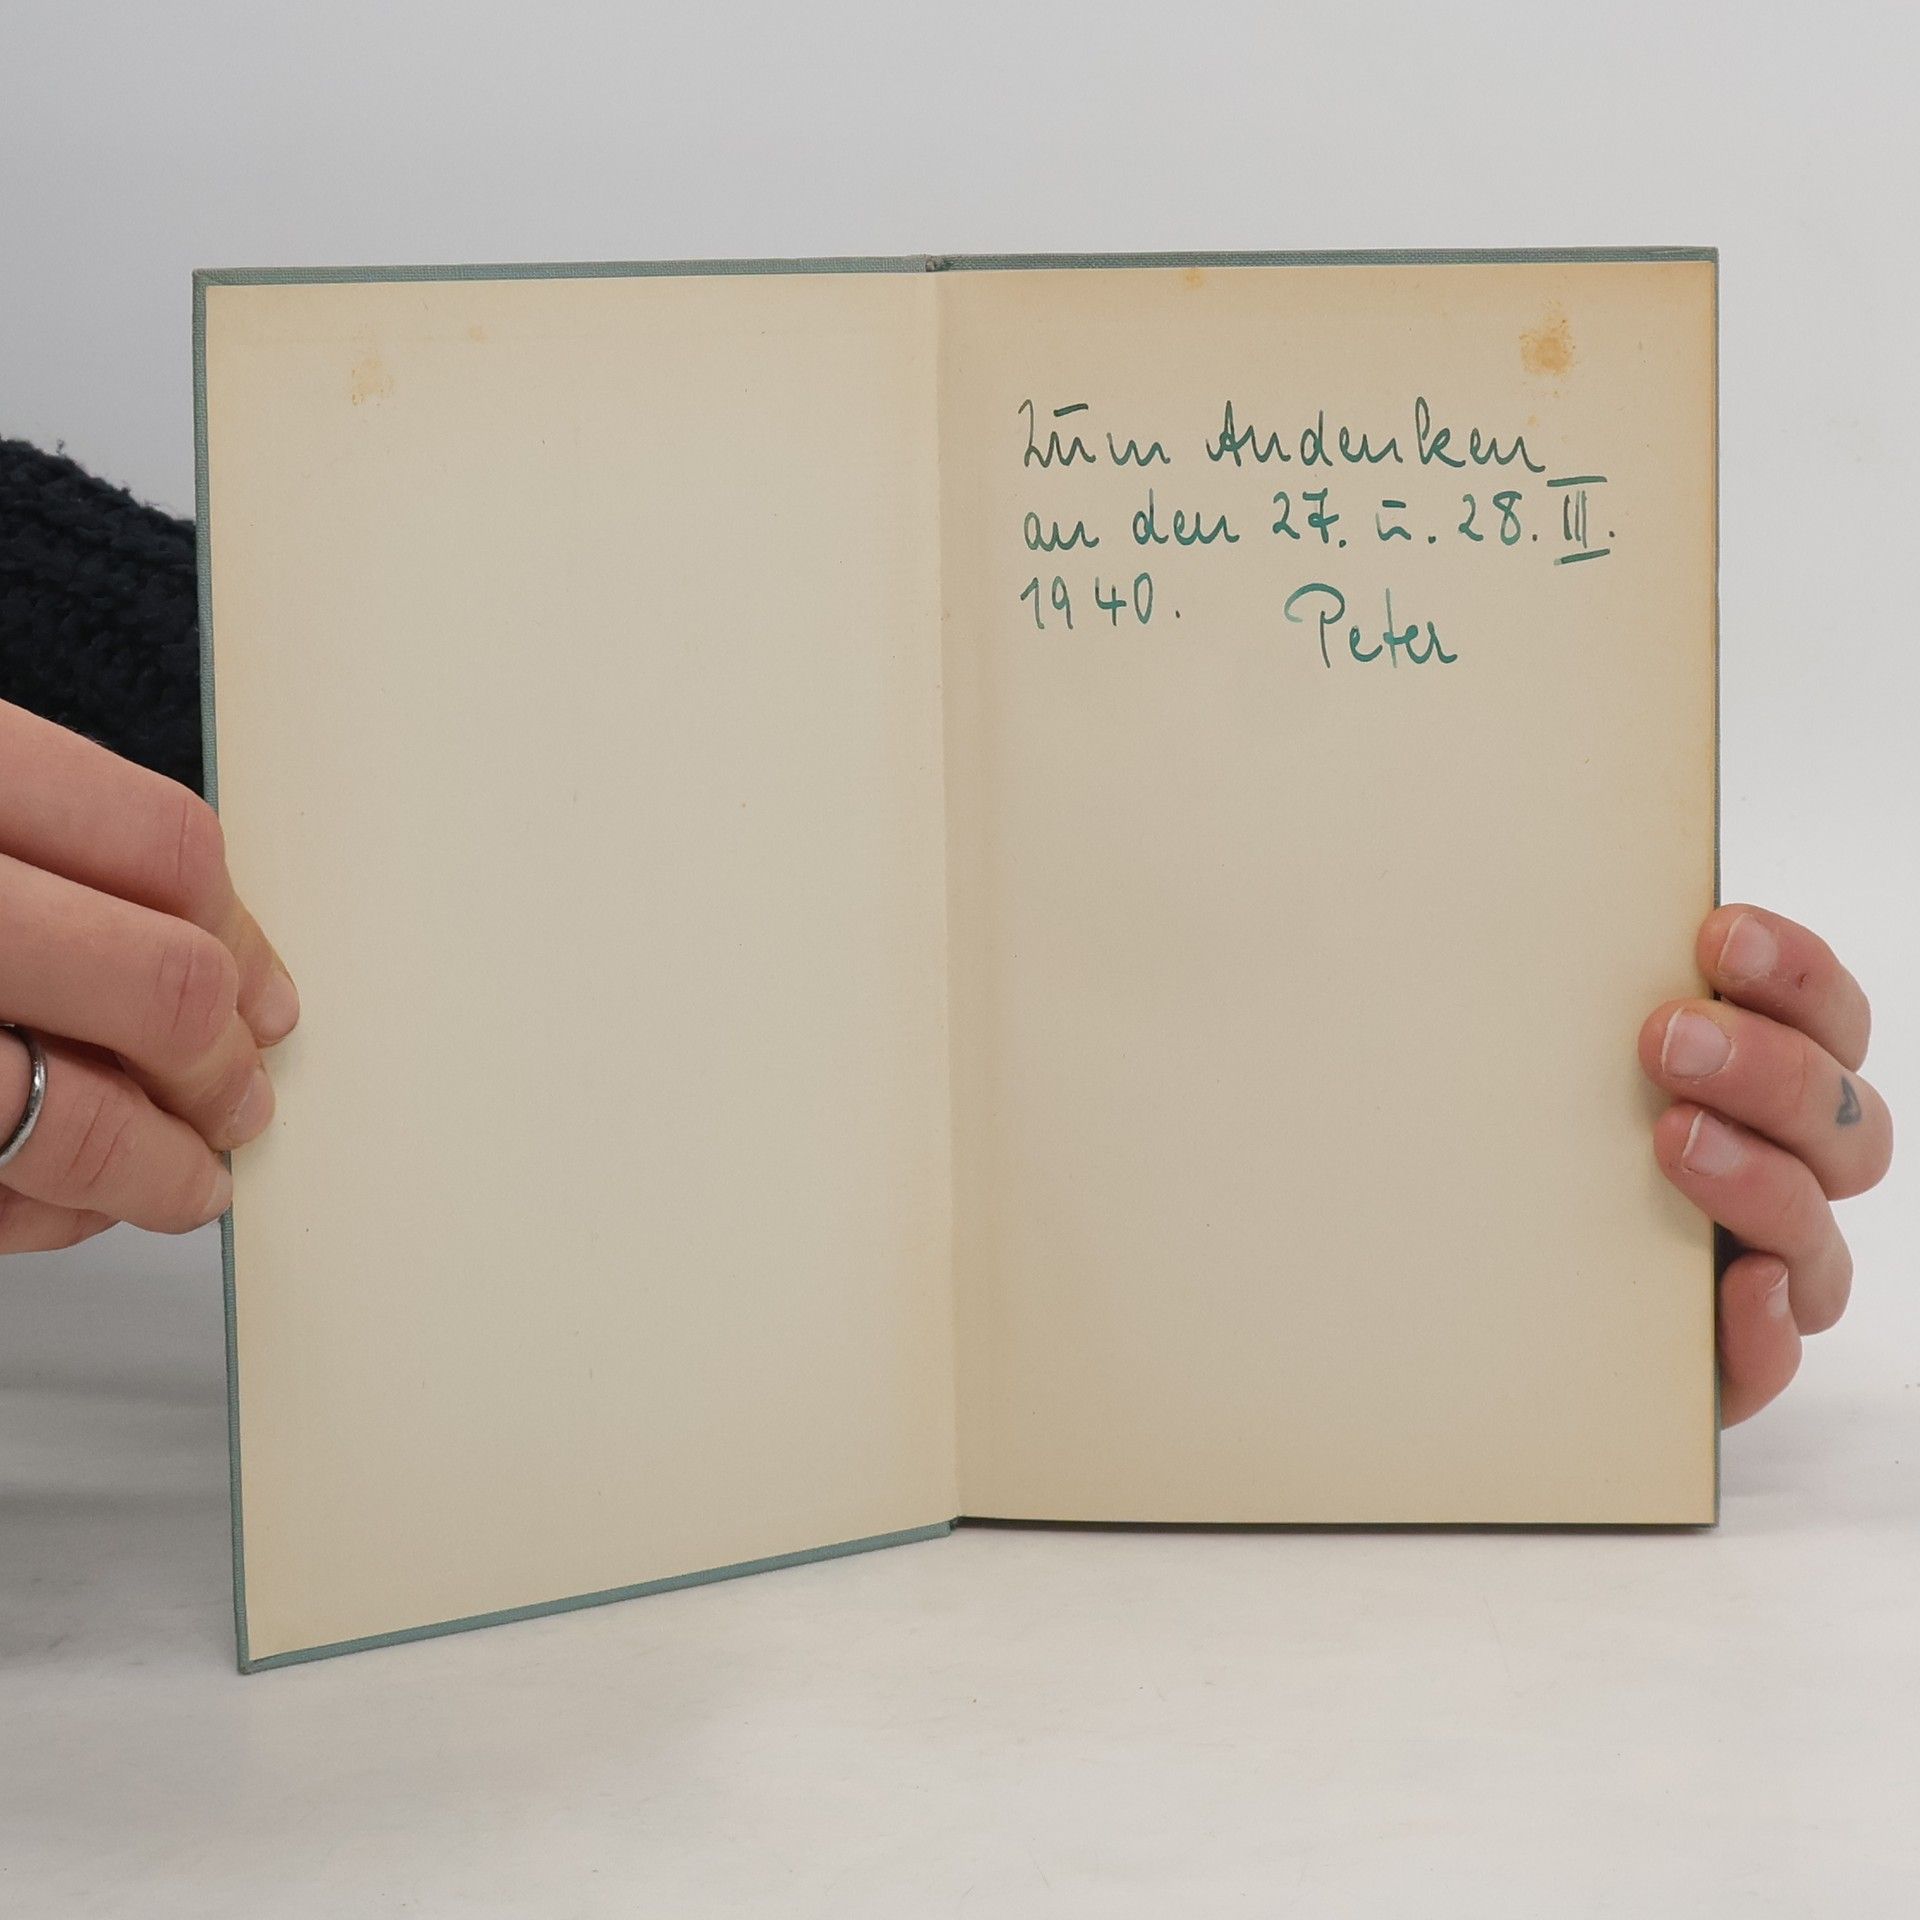 Zum Andenken
an den 27. u. 28. III.
1940. Peter